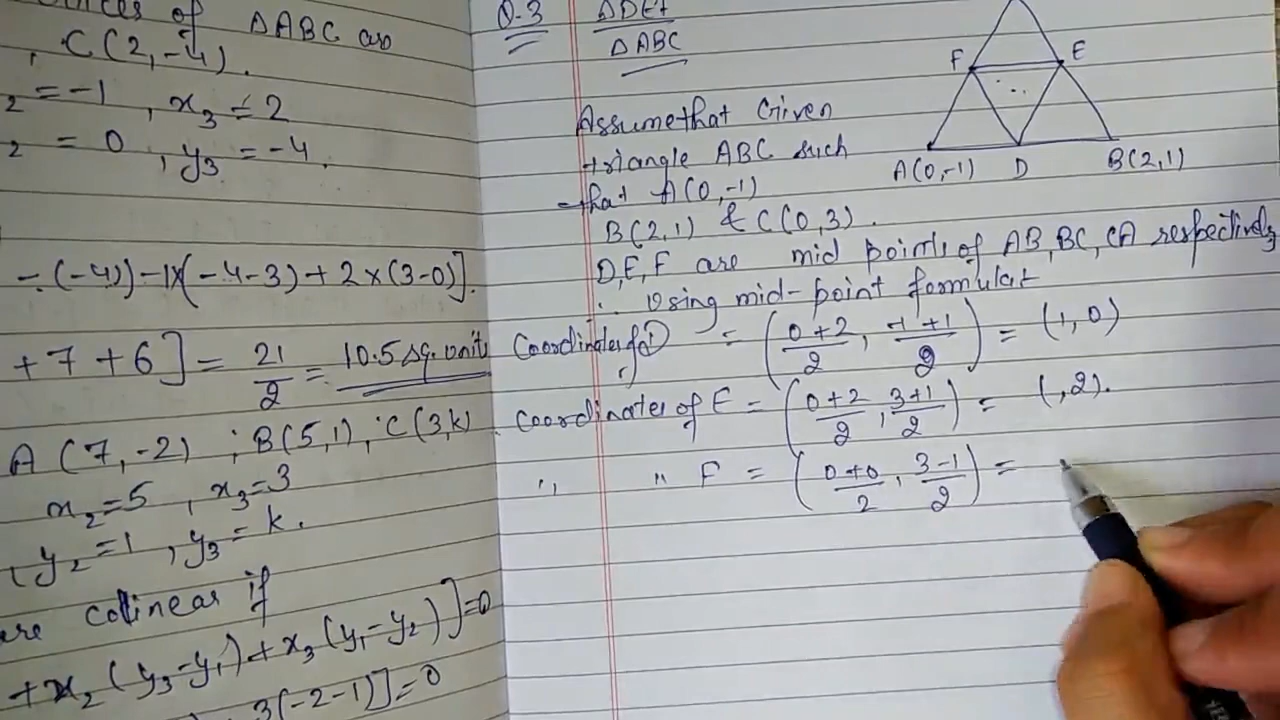 of ΔABC are
, C(2,-4).
2 = -1 , x3 = 2
2 = 0 , y3 = -4.
- (-4)) - 1×(-4-3) + 2×(3-0)].
+ 7 + 6 ] = 21/2 = 10.5 sq. units
A (7,-2) ; B(5,1), C(3,k).
x2=5 , x3=3
y2=1 , y3=k.
are colinear if
+x2(y3-y1)+x3(y1-y2)]=0
3(-2-1)]=0
Q.3
ΔDEF
ΔABC
F E
A(0,-1) D B(2,1)
Assume that Given
triangle ABC such
that A(0,-1)
B(2,1) & C(0,3).
D,E,F are mid points of AB,BC,CA respectively
∴ Using mid-point formula
Coordinates of D = (0+2/2, -1+1/2) = (1,0)
Coordinates of E = (0+2/2, 3+1/2) = (,2).
,, " F = (0+0/2, 3-1/2) =